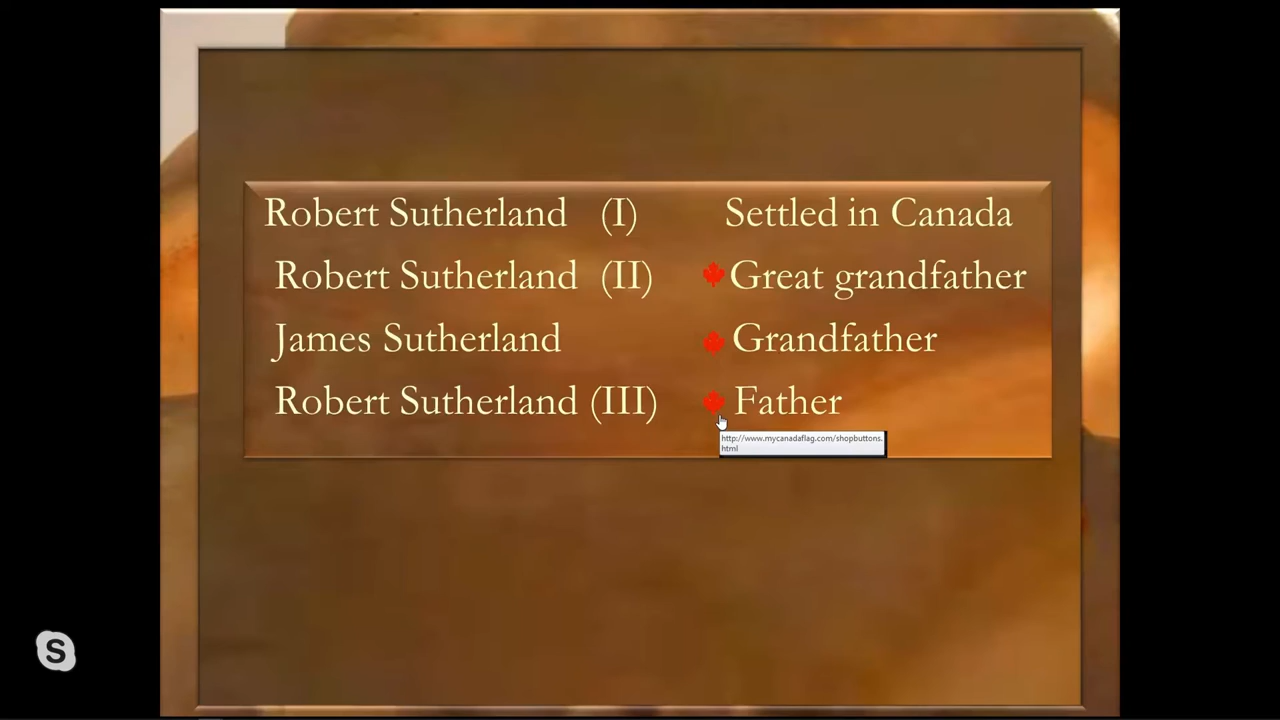 Robert Sutherland (I) Settled in Canada
Robert Sutherland (II) Great grandfather
James Sutherland Grandfather
Robert Sutherland (III) Father
http://www.mycanadaflag.com/shopbuttons.
html
S